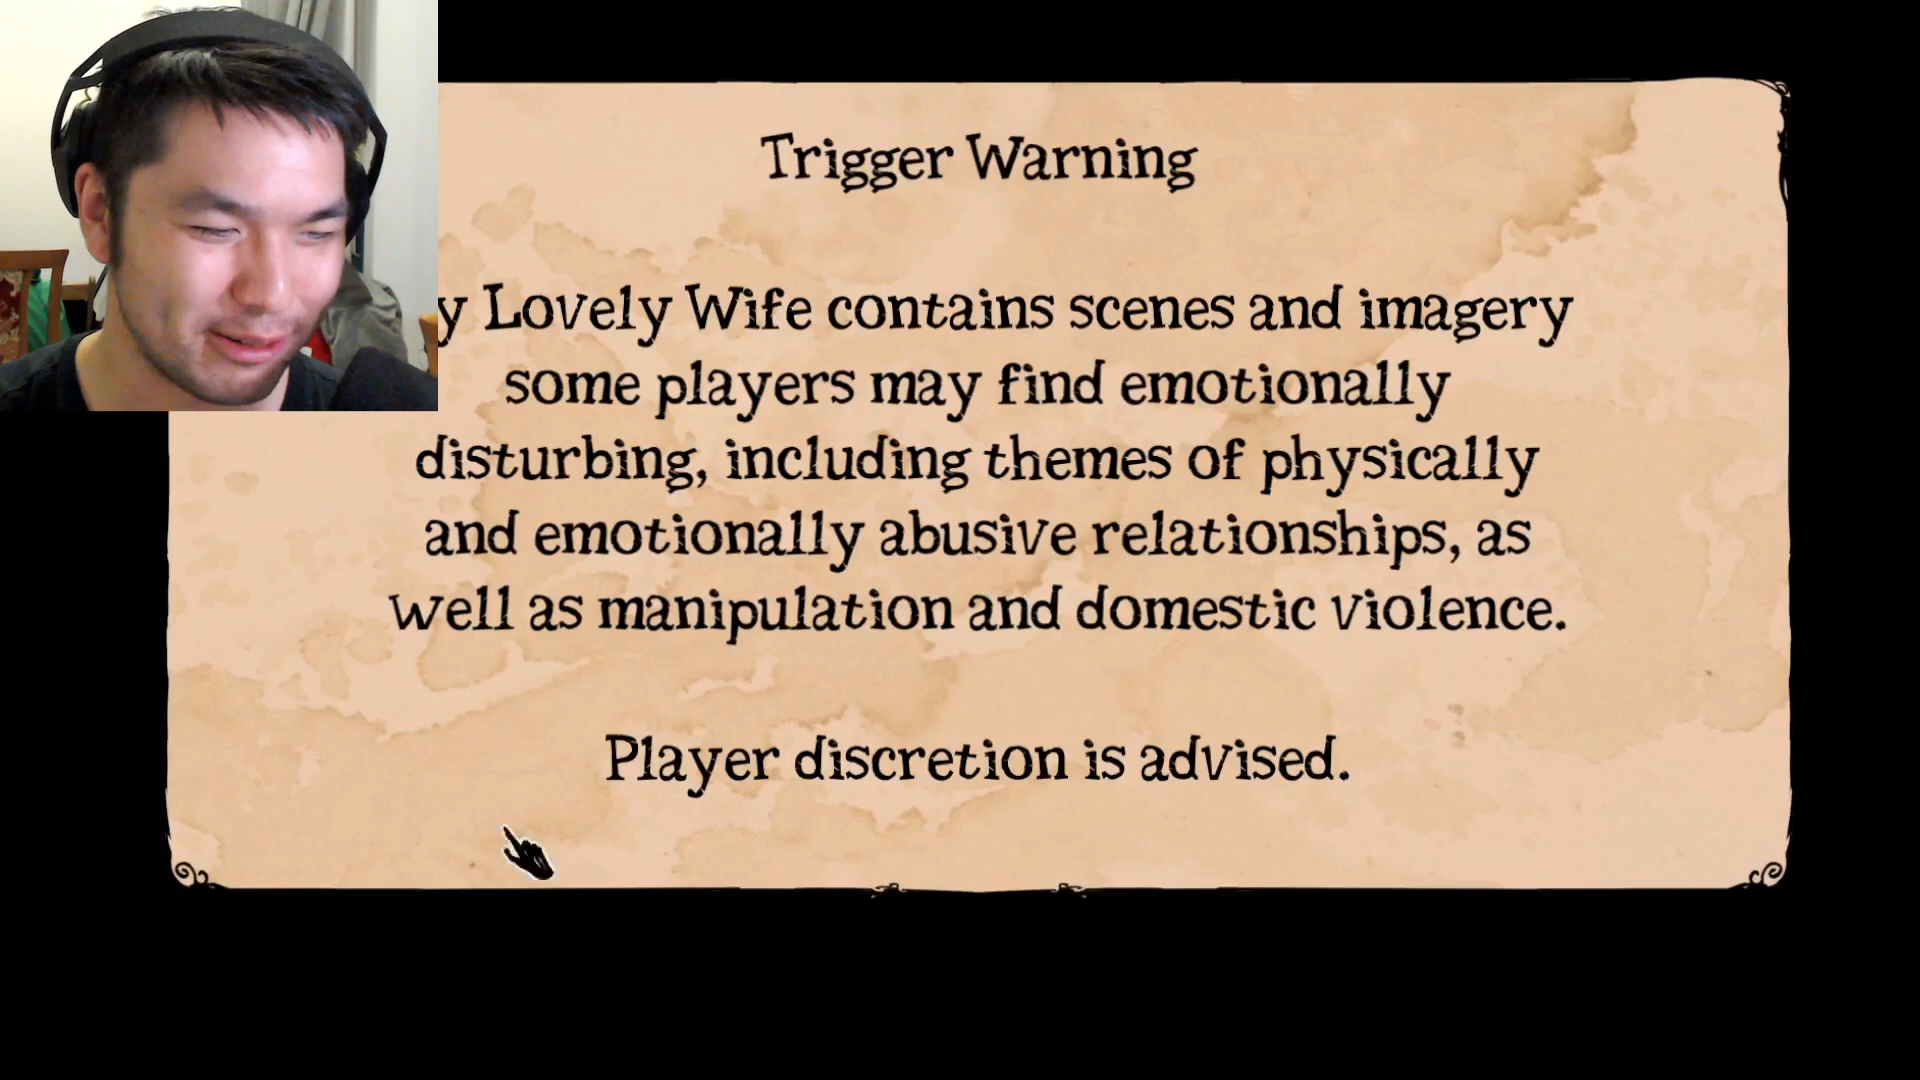 Trigger Warning
y Lovely Wife contains scenes and imagery
some players may find emotionally
disturbing, including themes of physically
and emotionally abusive relationships, as
well as manipulation and domestic violence.
Player discretion is advised.